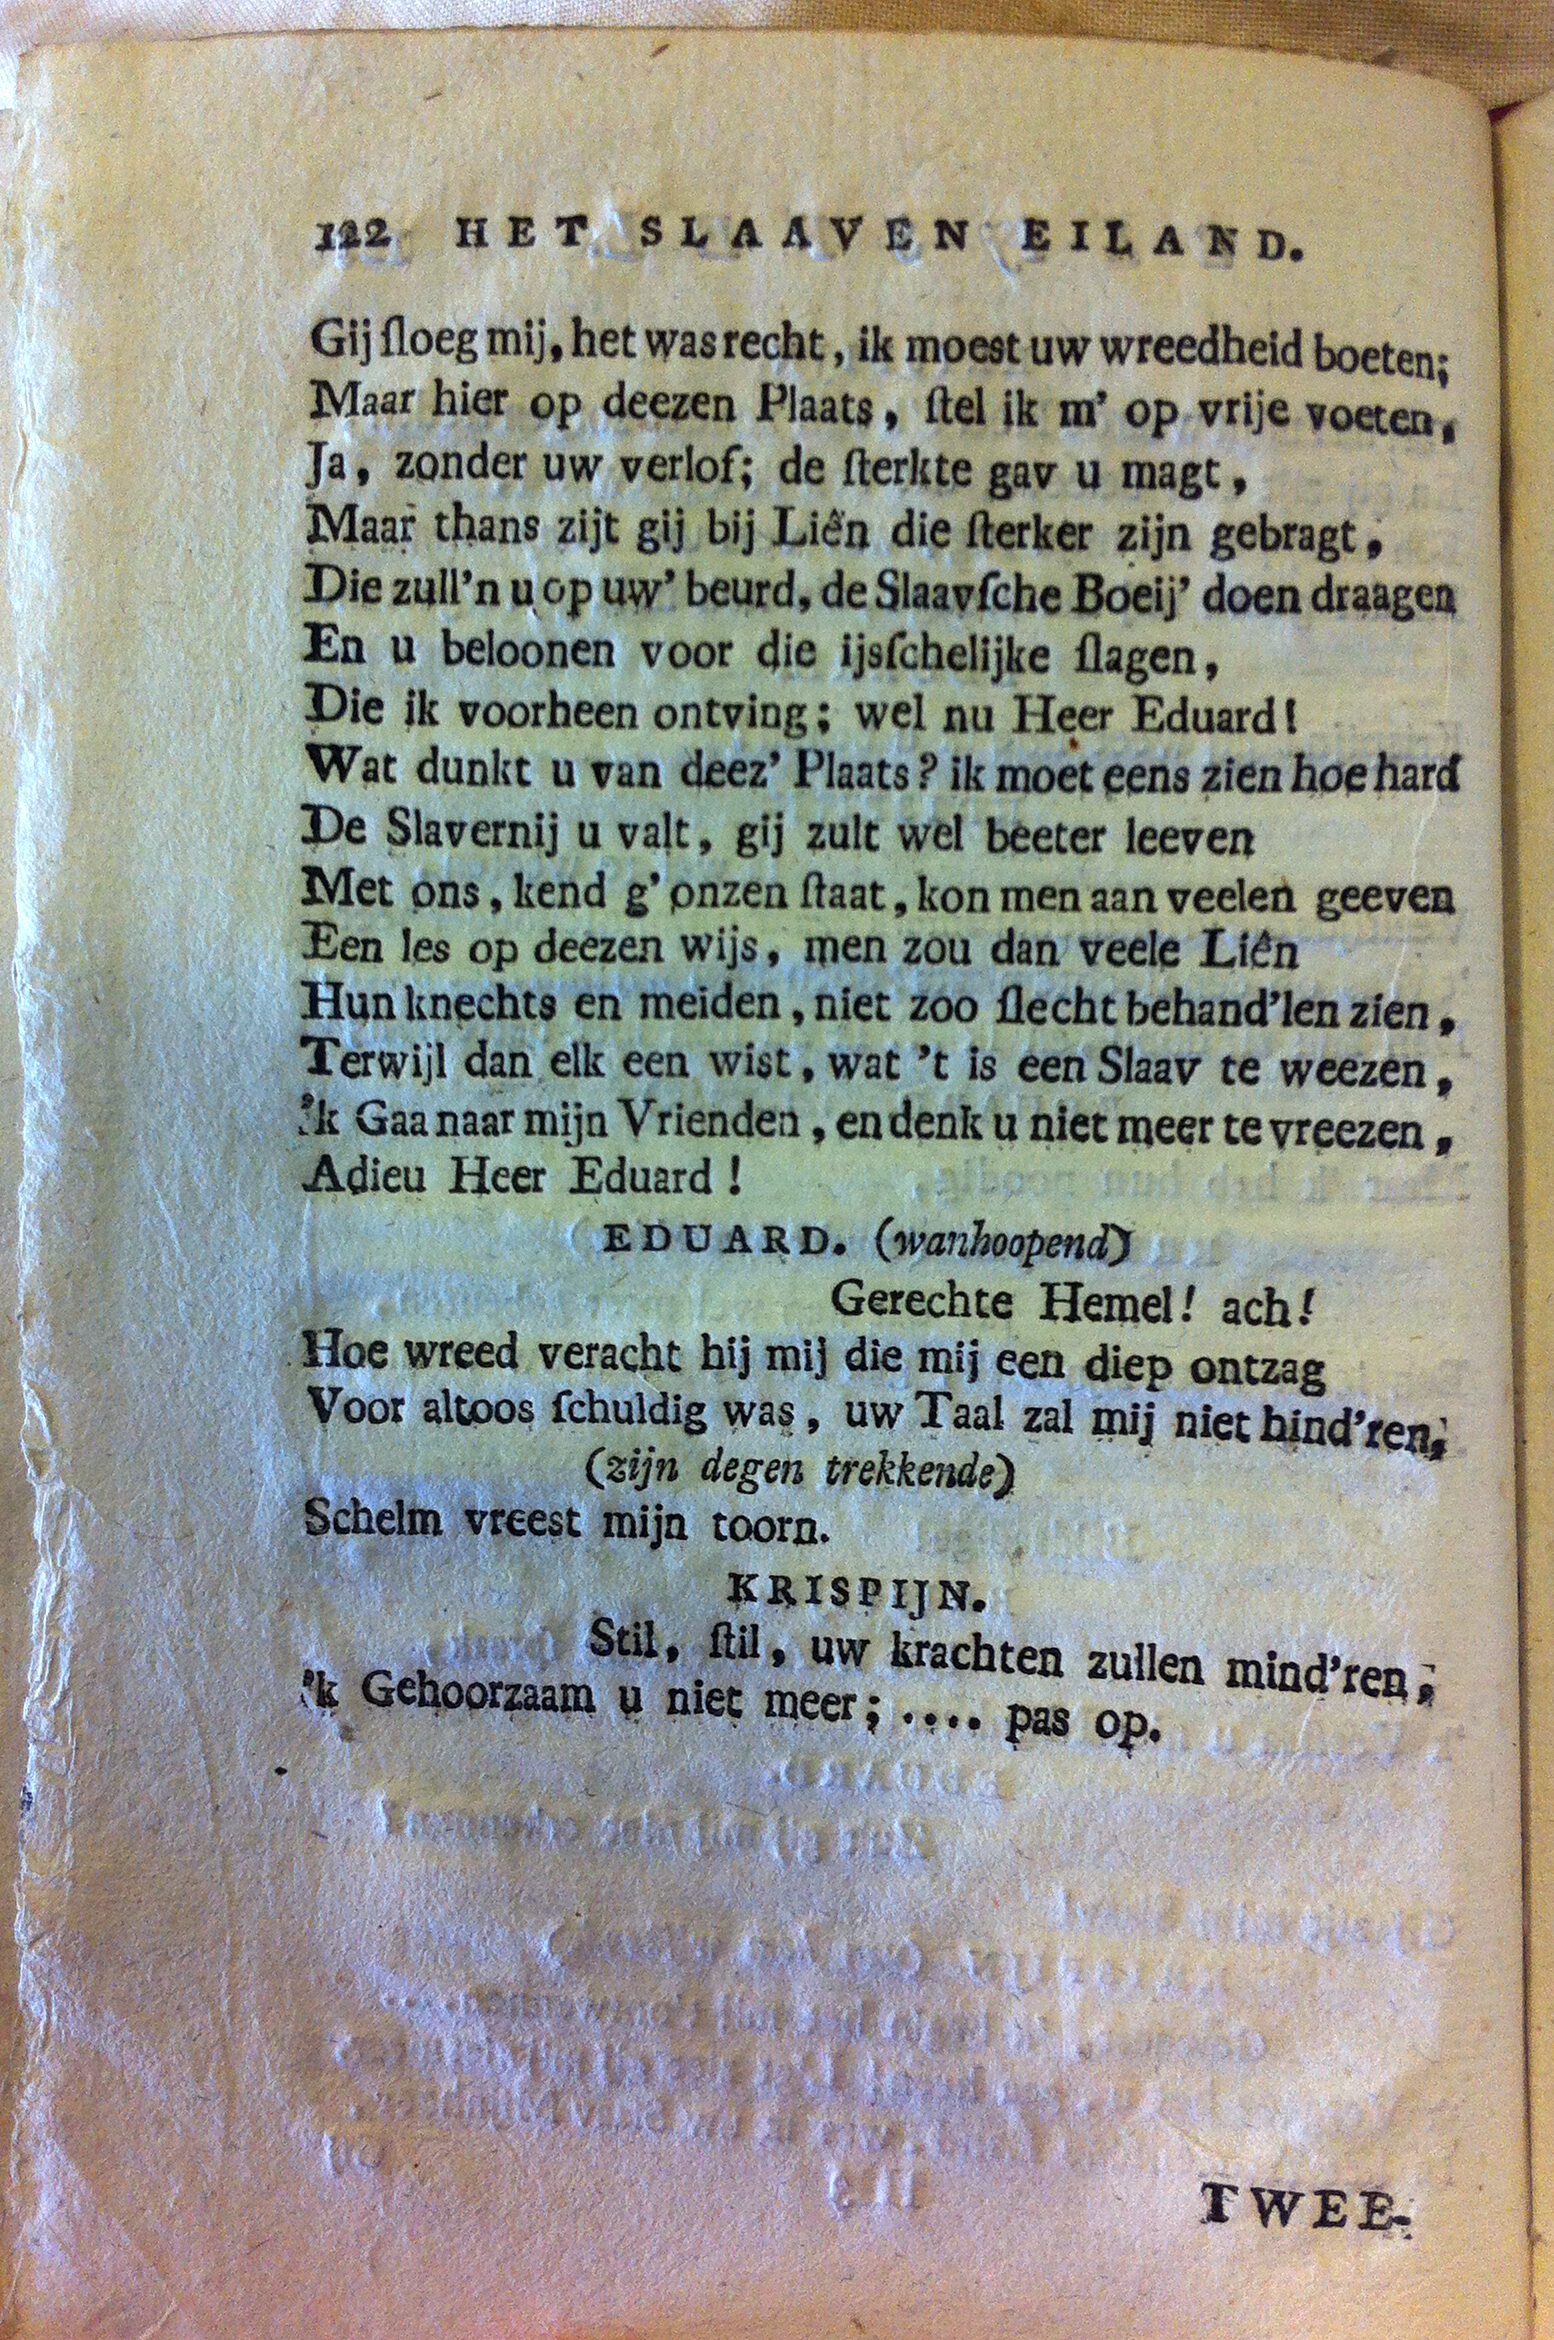 122 HET SLAAVEN EILAND.
Gij ſloeg mij, het was recht, ik moest uw wreedheid boeten;
Maar hier op deezen Plaats, ſtel ik m' op vrije voeten,
Ja, zonder uw verlof; de ſterkte gav u magt,
Maar thans zijt gij bij Liên die ſterker zijn gebragt,
Die zull'n u op uw' beurd, de Slaavſche Boeij' doen draagen
En u beloonen voor die ijsſchelijke ſlagen,
Die ik voorheen ontving; wel nu Heer Eduard!
Wat dunkt u van deez' Plaats? ik moet eens zien hoe hard
De Slavernij u valt, gij zult wel beeter leeven
Met ons, kend g' onzen ſtaat, kon men aan veelen geeven
Een les op deezen wijs, men zou dan veele Liên
Hun knechts en meiden, niet zoo ſlecht behand'len zien,
Terwijl dan elk een wist, wat 't is een Slaav te weezen,
'k Gaa naar mijn Vrienden, en denk u niet meer te vreezen,
Adieu Heer Eduard!
EDUARD. (wanhoopend)
Gerechte Hemel! ach!
Hoe wreed veracht hij mij die mij een diep ontzag
Voor altoos ſchuldig was, uw Taal zal mij niet hind'ren,
(zijn degen trekkende)
Schelm vreest mijn toorn.
KRISPIJN.
Stil, ſtil, uw krachten zullen mind'ren,
'k Gehoorzaam u niet meer; .... pas op.
TWEE-